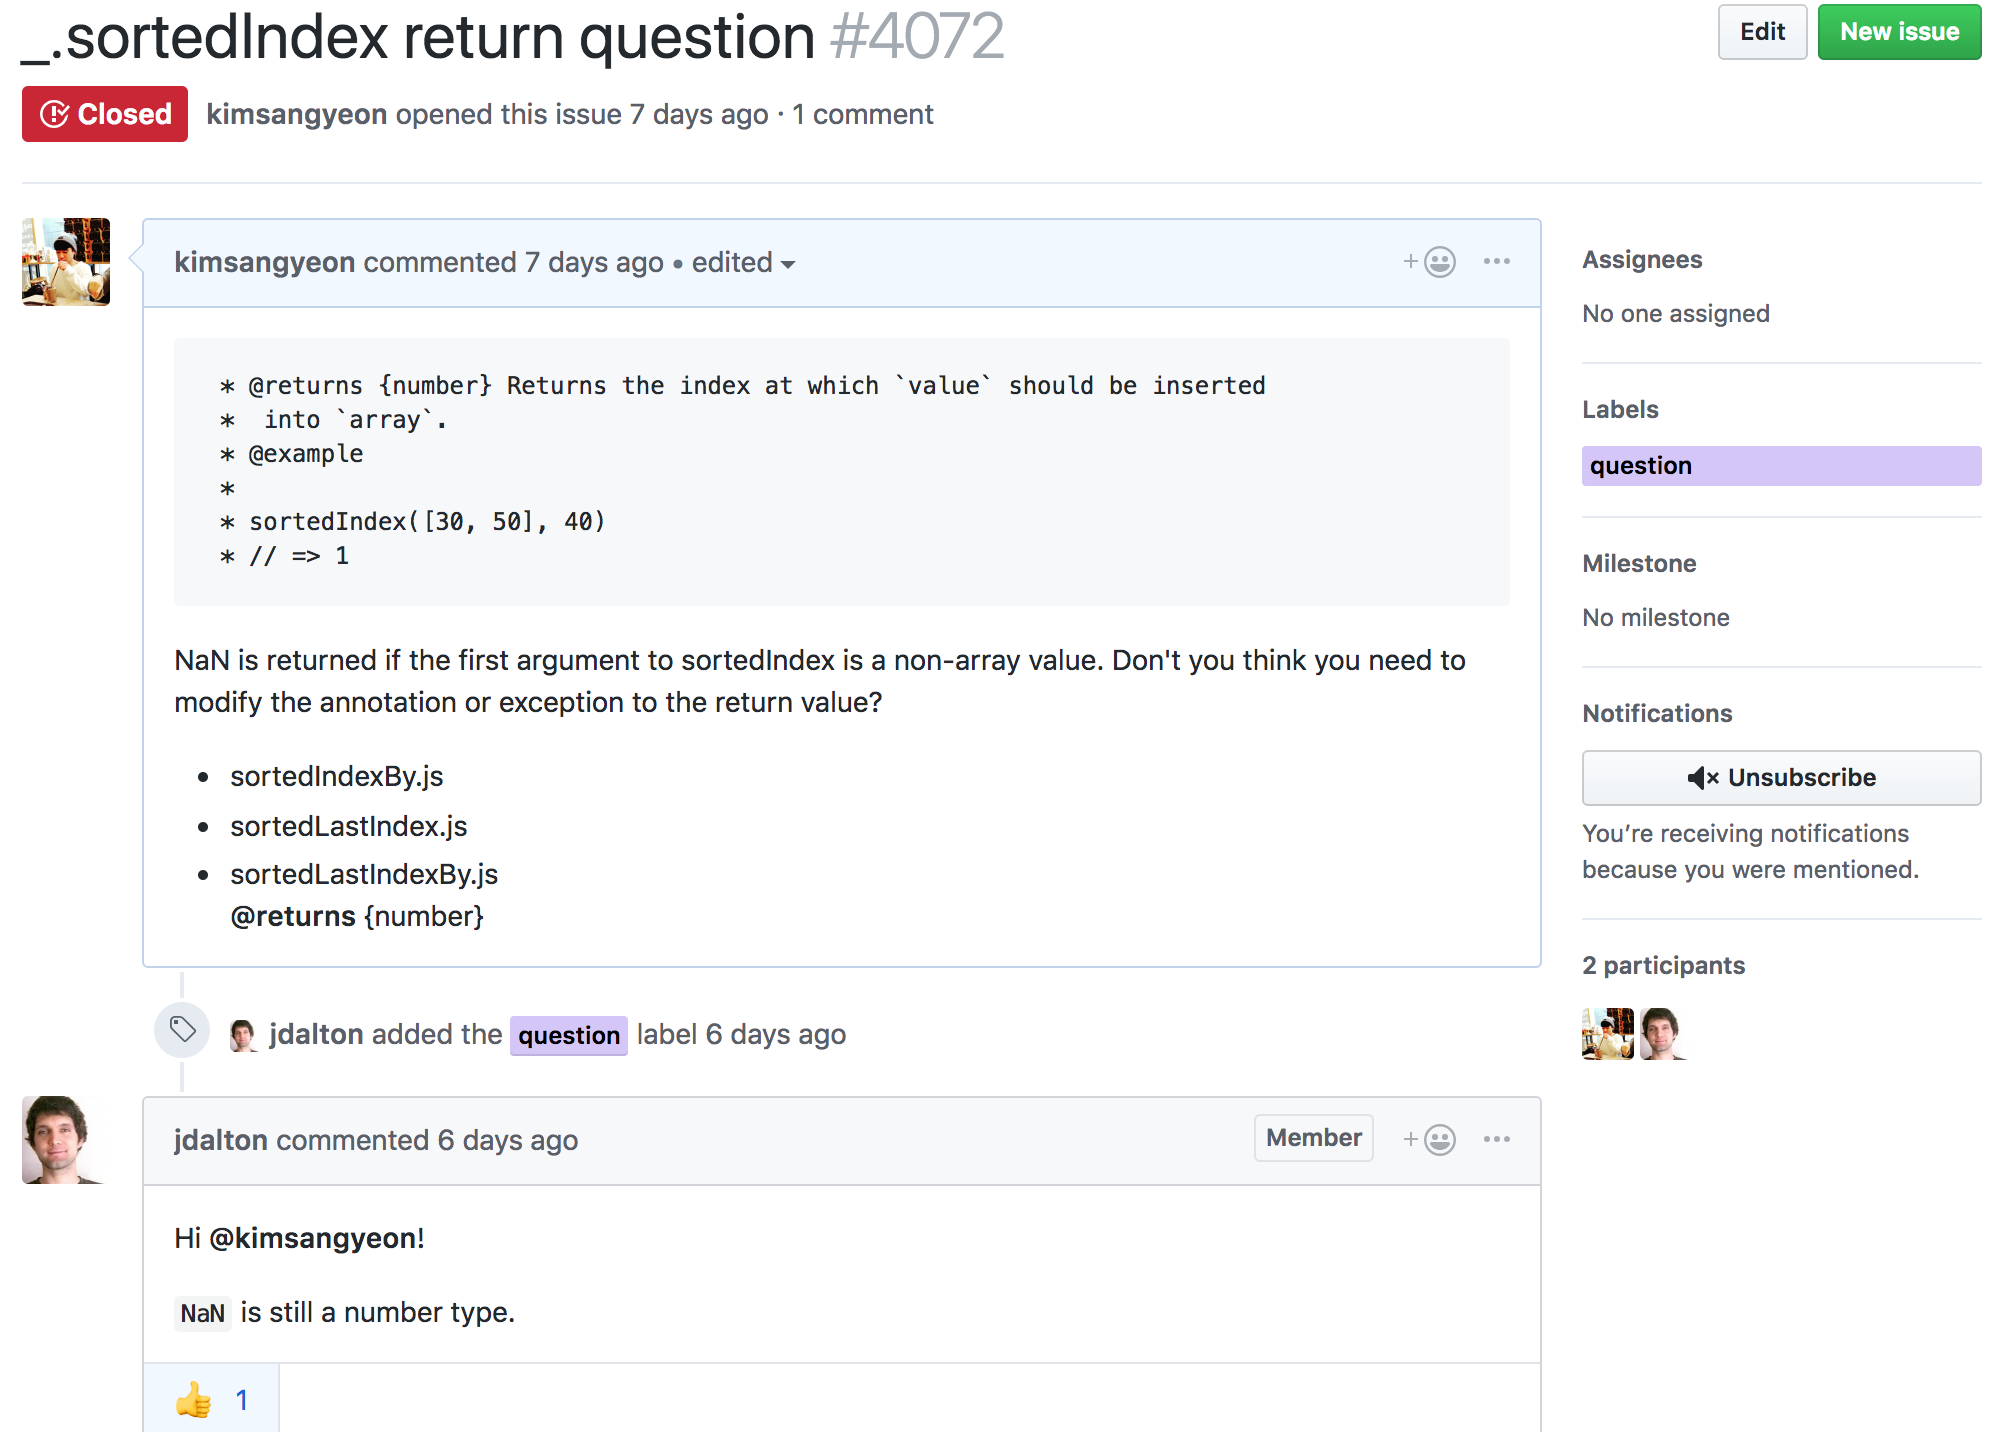 _.sortedIndex return question #4072
Edit
New issue
Closed
kimsangyeon opened this issue 7 days ago · 1 comment
kimsangyeon commented 7 days ago • edited
* @returns {number} Returns the index at which `value` should be inserted
*  into `array`.
* @example
*
* sortedIndex([30, 50], 40)
* // => 1
NaN is returned if the first argument to sortedIndex is a non-array value. Don't you think you need to
modify the annotation or exception to the return value?
• sortedIndexBy.js
• sortedLastIndex.js
• sortedLastIndexBy.js
@returns {number}
jdalton added the question label 6 days ago
jdalton commented 6 days ago
Member
Hi @kimsangyeon!
NaN is still a number type.
👍 1
Assignees
No one assigned
Labels
question
Milestone
No milestone
Notifications
Unsubscribe
You’re receiving notifications
because you were mentioned.
2 participants